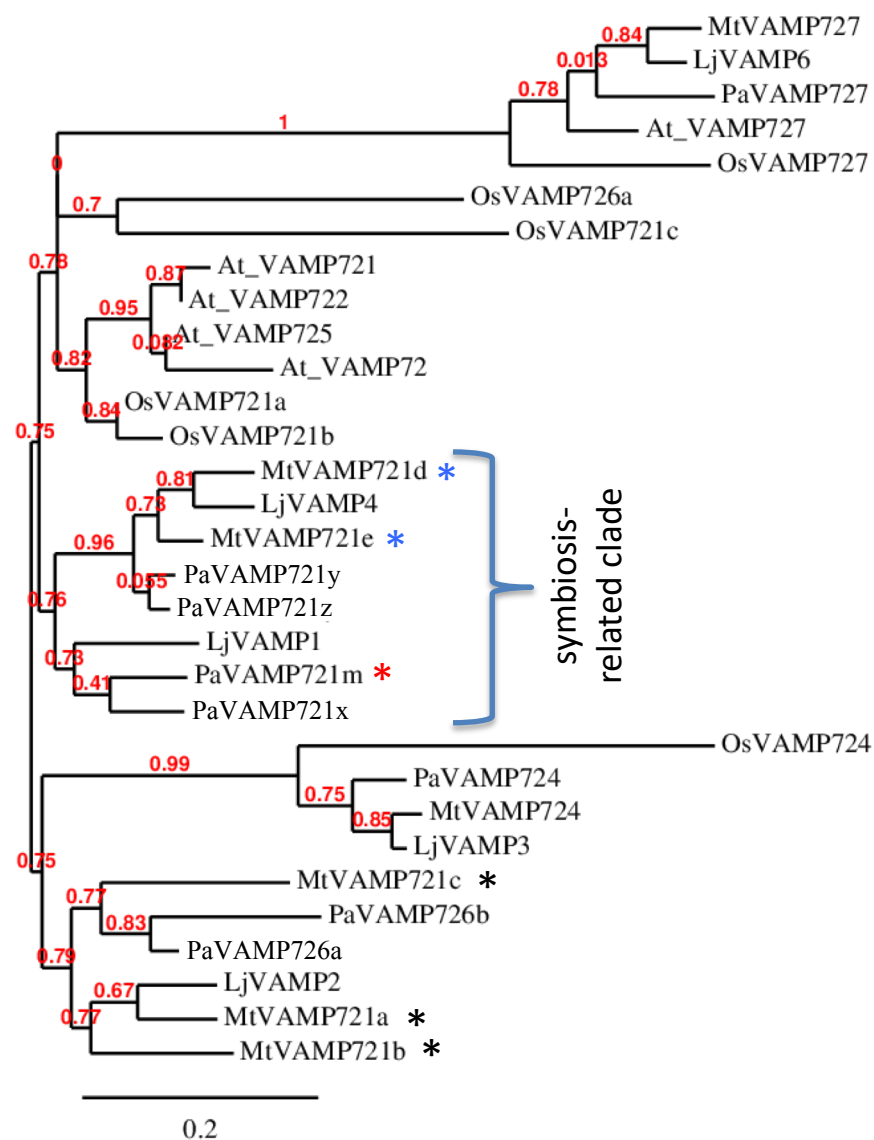 MtVAMP727
0.84
LjVAMP6
0.013
PaVAMP727
0.78
At_VAMP727
1
OsVAMP727
0
OsVAMP726a
0.7
OsVAMP721c
0.78
At_VAMP721
0.87
At_VAMP722
0.95
At_VAMP725
0.082
At_VAMP72
0.82
OsVAMP721a
0.84
OsVAMP721b
0.75
MtVAMP721d *
0.81
LjVAMP4
0.73
MtVAMP721e *
0.96
PaVAMP721y
0.055
PaVAMP721z
0.76
LjVAMP1
0.73
PaVAMP721m *
0.41
PaVAMP721x
symbiosis-
related clade
OsVAMP724
0.99
PaVAMP724
0.75
MtVAMP724
0.85
LjVAMP3
0.75
MtVAMP721c *
0.77
PaVAMP726b
0.83
PaVAMP726a
0.79
LjVAMP2
0.67
MtVAMP721a *
0.77
MtVAMP721b *
0.2